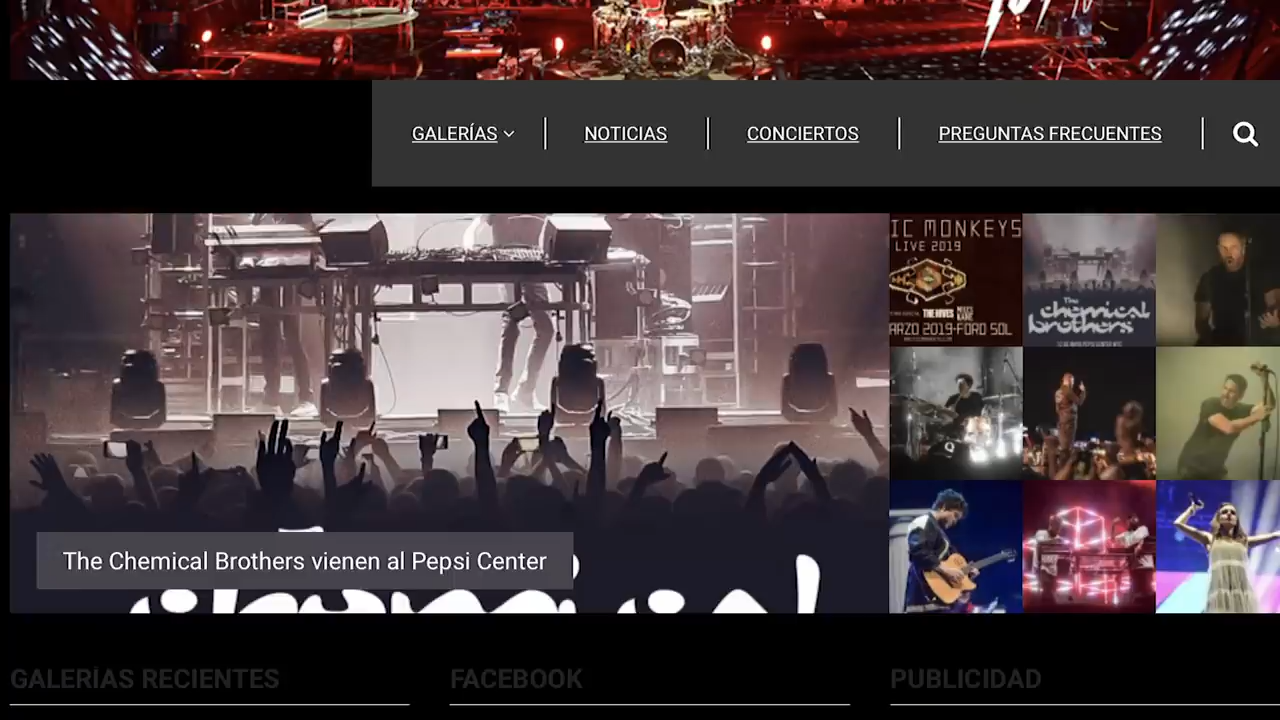 GALERÍAS
NOTICIAS
CONCIERTOS
PREGUNTAS FRECUENTES
IC MONKEYS
LIVE 2019
THE HIVES
ARZO 2019-FORO SOL
The
chemical
brothers
The Chemical Brothers vienen al Pepsi Center
GALERÍAS RECIENTES
FACEBOOK
PUBLICIDAD